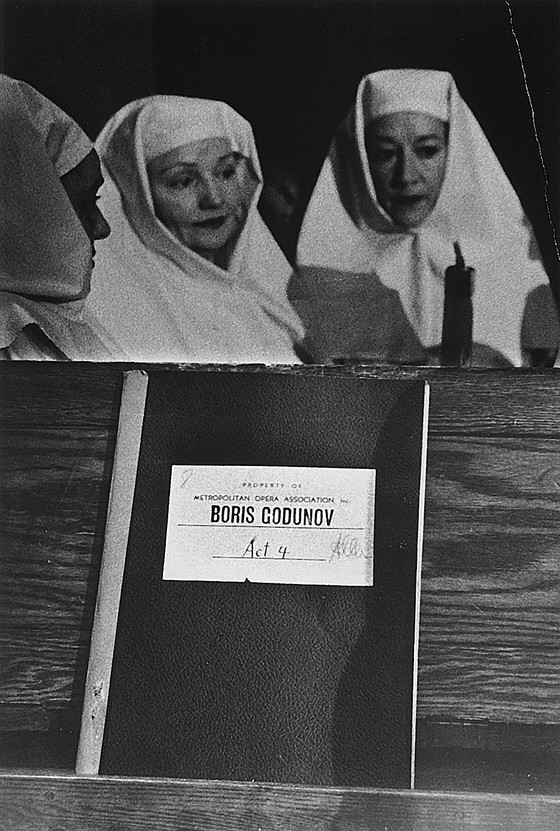 PROPERTY OF
METROPOLITAN OPERA ASSOCIATION, Inc.
BORIS GODUNOV
Act 4